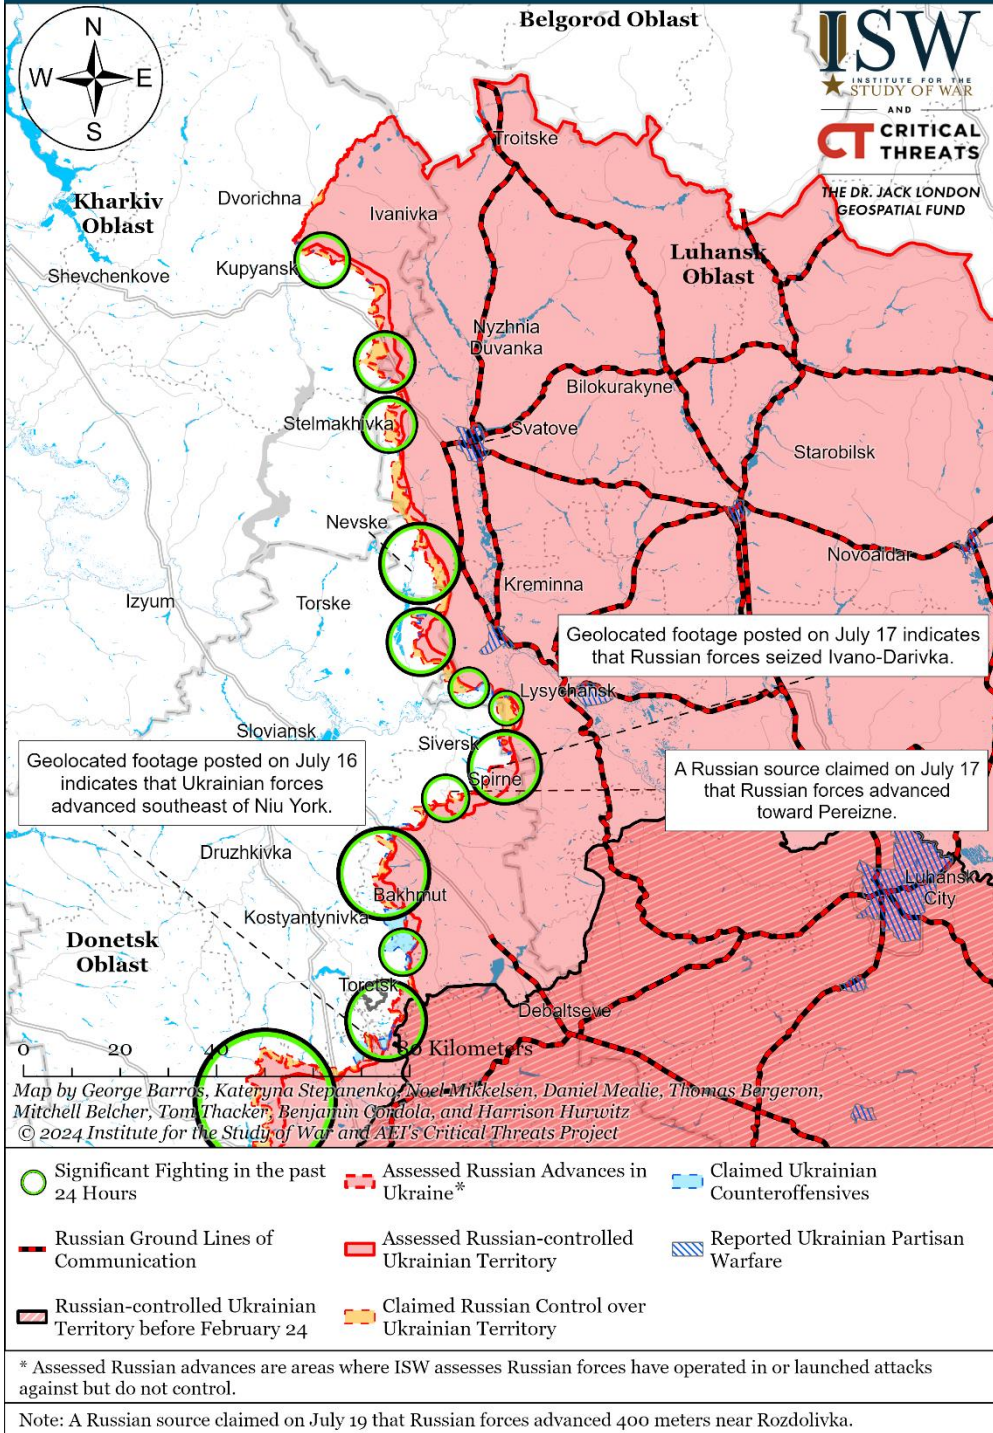 Belgorod Oblast
N
W
E
S
ISW
INSTITUTE FOR THE
STUDY OF WAR
AND
CT CRITICAL
THREATS
THE DR. JACK LONDON
GEOSPATIAL FUND
Troitske
Dvorichna
Kharkiv
Oblast
Ivanivka
Luhansk
Oblast
Shevchenkove
Kupyansk
Nyzhnia
Duvanka
Bilokurakyne
Stelmakhivka
Svatove
Starobilsk
Nevske
Novoaidar
Kreminna
Izyum
Torske
Geolocated footage posted on July 17 indicates
that Russian forces seized Ivano-Darivka.
Lysychansk
Sloviansk
Siversk
Geolocated footage posted on July 16
indicates that Ukrainian forces
advanced southeast of Niu York.
Spirne
A Russian source claimed on July 17
that Russian forces advanced
toward Pereizne.
Druzhkivka
Bakhmut
Luhansk
City
Kostyantynivka
Donetsk
Oblast
Toretsk
Debaltseve
0 20 40 80 Kilometers
Map by George Barros, Kateryna Stepanenko, Noel Mikkelsen, Daniel Mealie, Thomas Bergeron,
Mitchell Belcher, Tom Thacker, Benjamin Cordola, and Harrison Hurwitz
© 2024 Institute for the Study of War and AEI's Critical Threats Project
Significant Fighting in the past
24 Hours
Assessed Russian Advances in
Ukraine*
Claimed Ukrainian
Counteroffensives
Russian Ground Lines of
Communication
Assessed Russian-controlled
Ukrainian Territory
Reported Ukrainian Partisan
Warfare
Russian-controlled Ukrainian
Territory before February 24
Claimed Russian Control over
Ukrainian Territory
* Assessed Russian advances are areas where ISW assesses Russian forces have operated in or launched attacks
against but do not control.
Note: A Russian source claimed on July 19 that Russian forces advanced 400 meters near Rozdolivka.